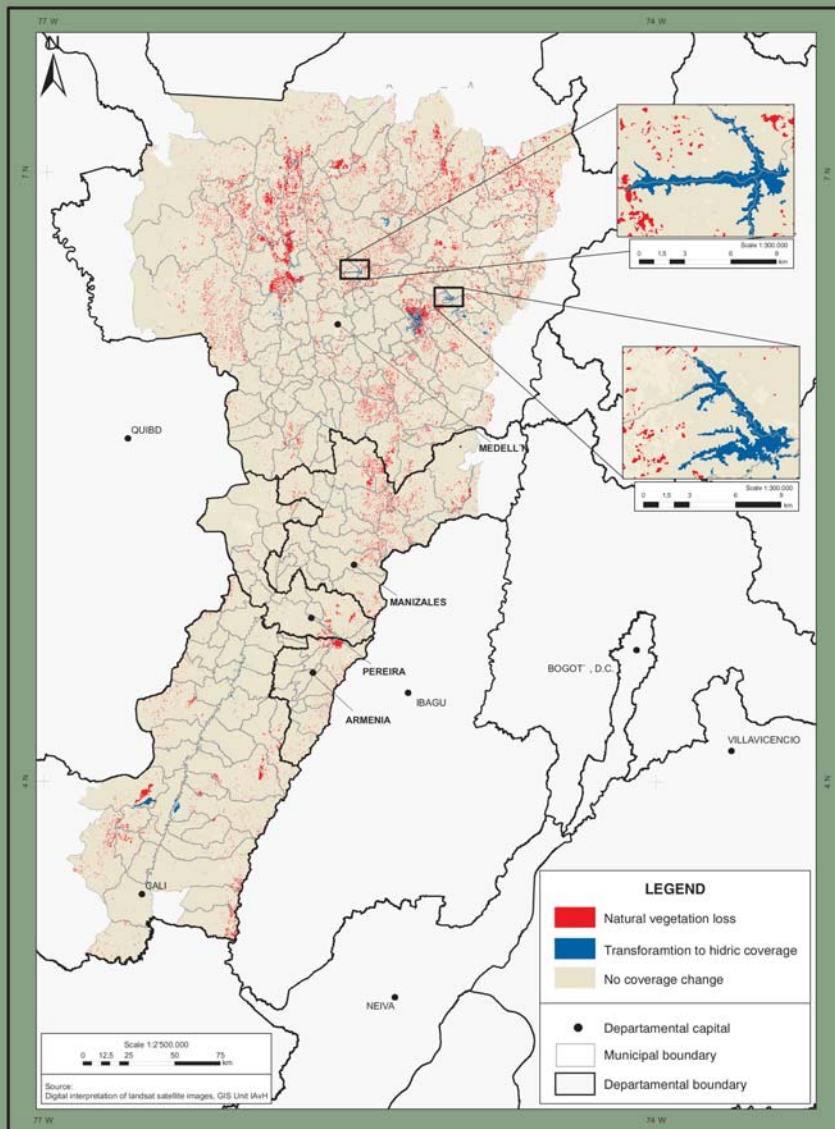 77 W
74 W
N
7 N
7 N
Scale 1:300.000
0 1,5 3 6 9
km
Scale 1:300.000
0 1,5 3 6 9
km
QUIBD
MEDELL
MANIZALES
PEREIRA
ARMENIA
IBAGU
BOGOT` , D.C.
VILLAVICENCIO
4 N
4 N
CALI
NEIVA
LEGEND
Natural vegetation loss
Transforamtion to hidric coverage
No coverage change
Departamental capital
Municipal boundary
Departamental boundary
Scale 1:2'500.000
0 12,5 25 50 75
km
Source:
Digital interpretation of landsat satellite images, GIS Unit IAvH
77 W
74 W